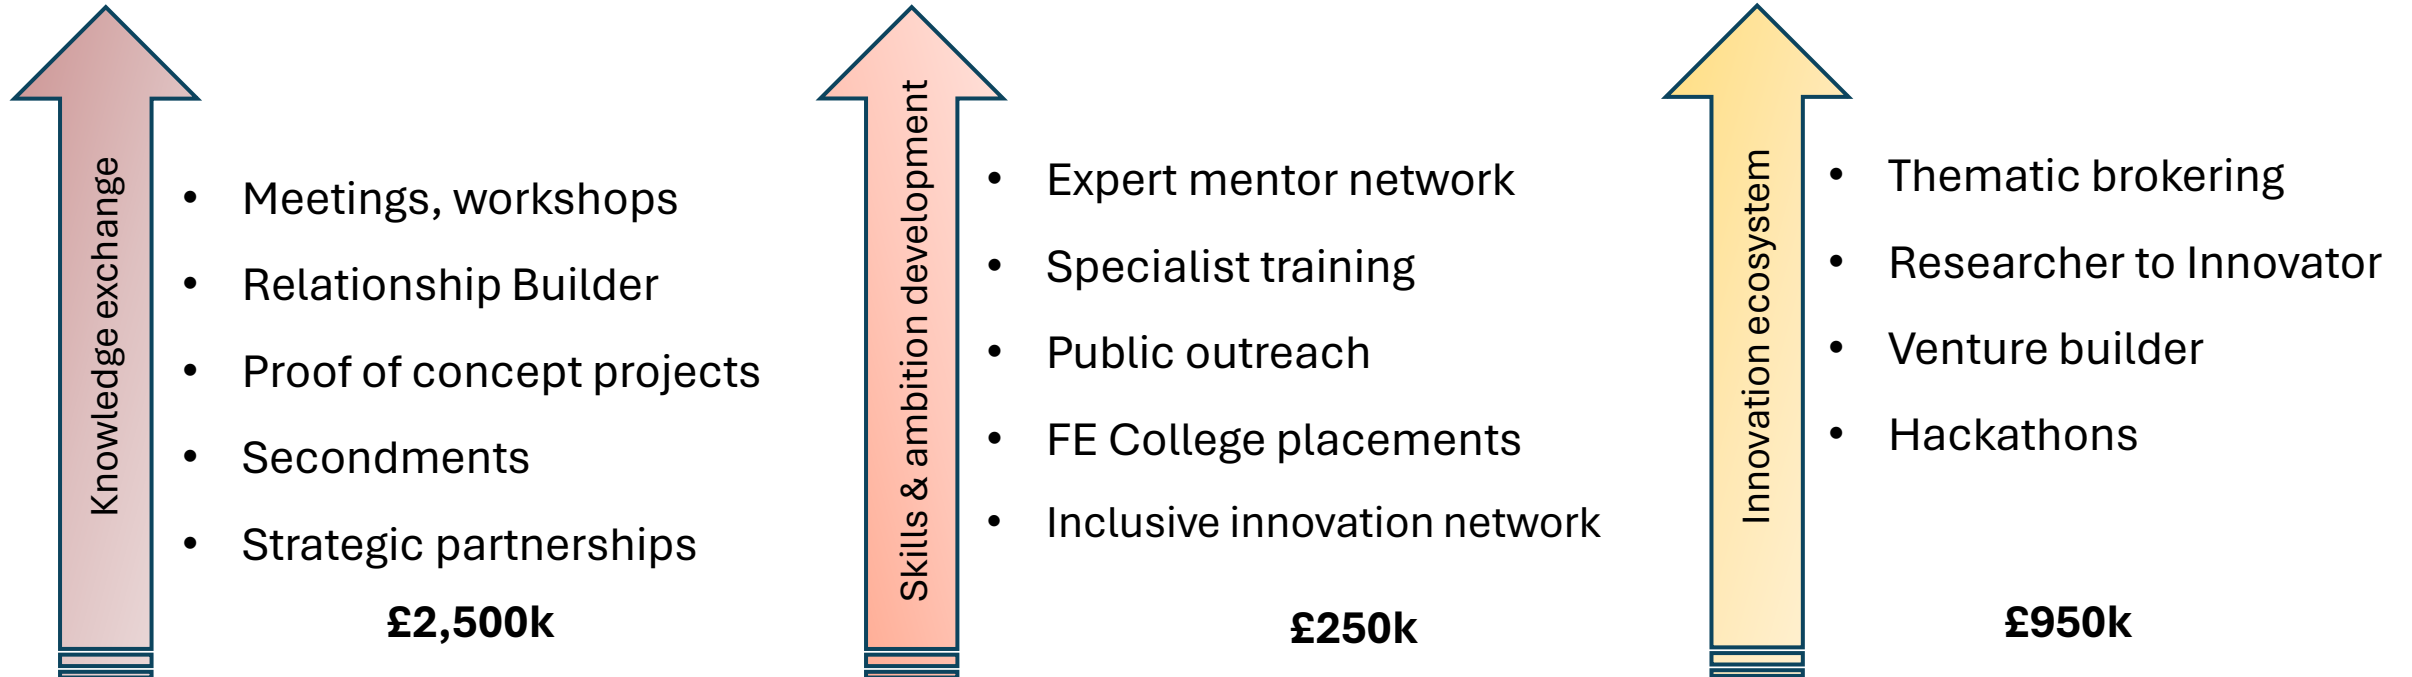 Knowledge exchange
• Meetings, workshops
• Relationship Builder
• Proof of concept projects
• Secondments
• Strategic partnerships
£2,500k
Skills & ambition development
• Expert mentor network
• Specialist training
• Public outreach
• FE College placements
• Inclusive innovation network
£250k
Innovation ecosystem
• Thematic brokering
• Researcher to Innovator
• Venture builder
• Hackathons
£950k